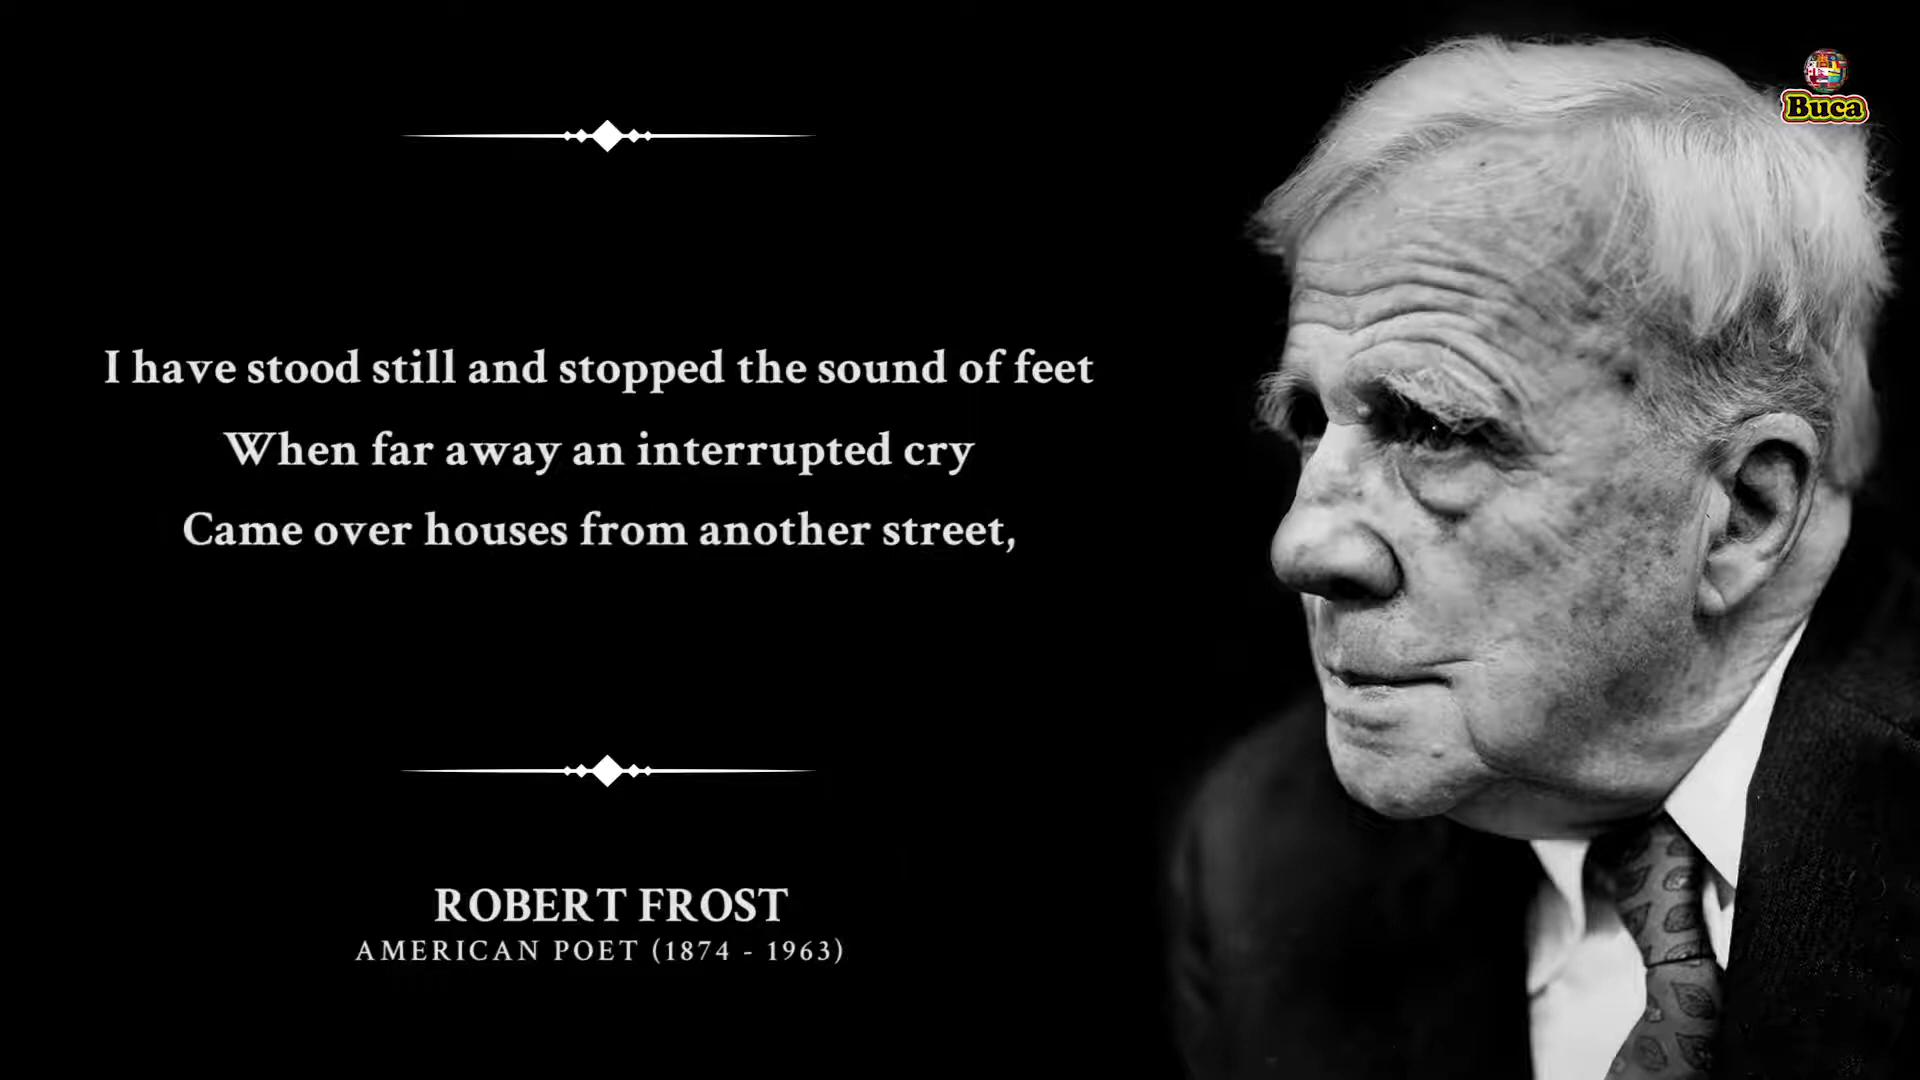 Buca
I have stood still and stopped the sound of feet
When far away an interrupted cry
Came over houses from another street,
ROBERT FROST
AMERICAN POET (1874 - 1963)